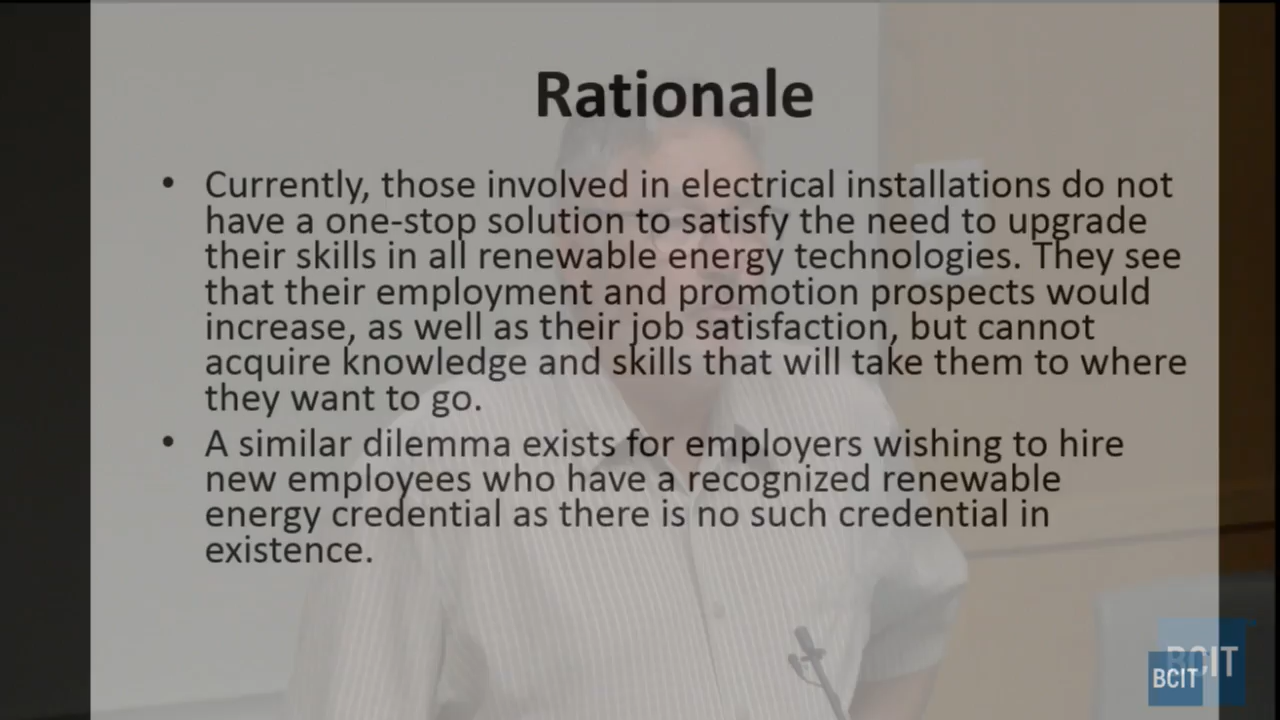 Rationale
• Currently, those involved in electrical installations do not
have a one-stop solution to satisfy the need to upgrade
their skills in all renewable energy technologies. They see
that their employment and promotion prospects would
increase, as well as their job satisfaction, but cannot
acquire knowledge and skills that will take them to where
they want to go.
• A similar dilemma exists for employers wishing to hire
new employees who have a recognized renewable
energy credential as there is no such credential in
existence.
BCIT
BCIT